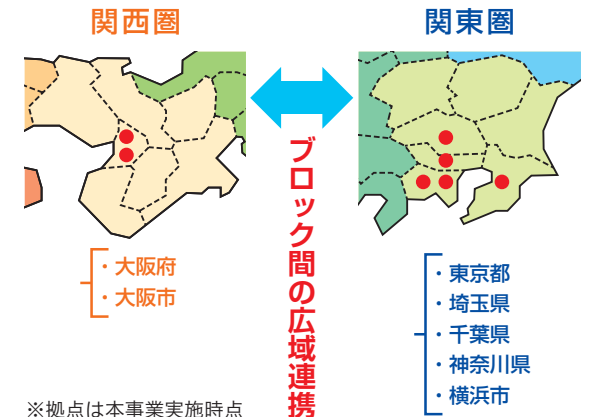 関西圏
関東圏
ブロック間の広域連携
・大阪府
・大阪市
・東京都
・埼玉県
・千葉県
・神奈川県
・横浜市
※拠点は本事業実施時点